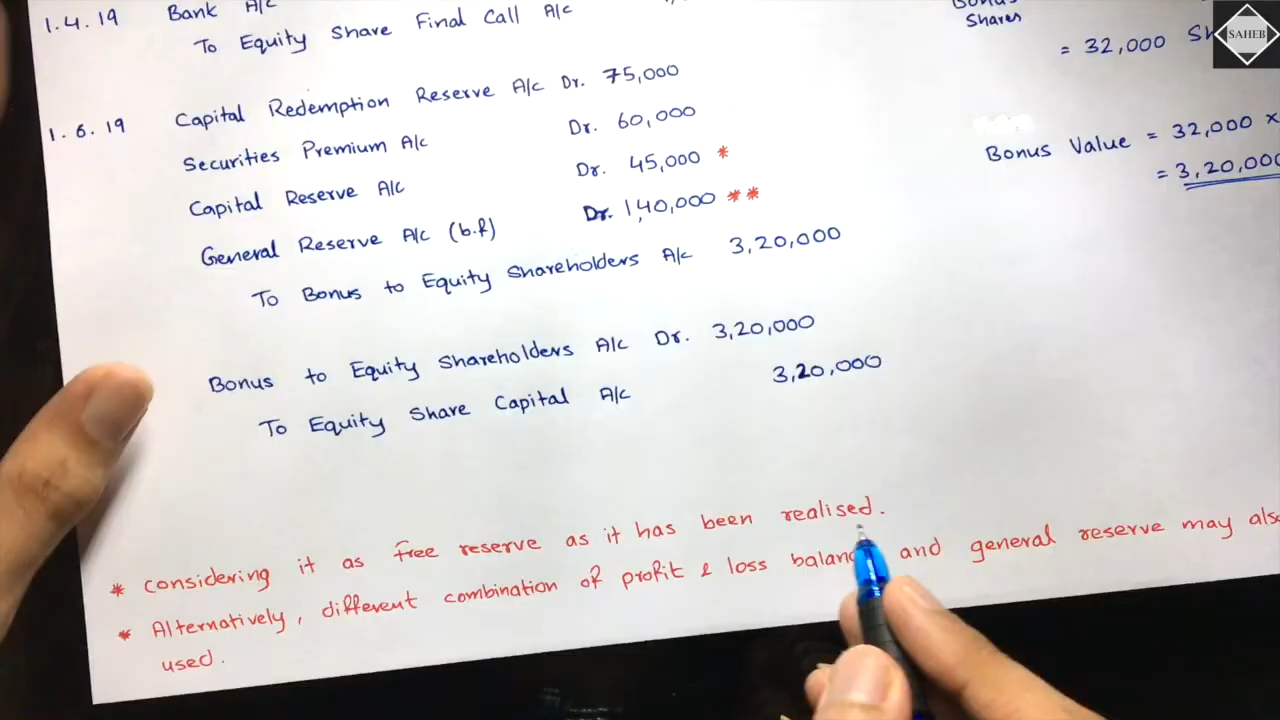 1.4.19 Bank A/c
To Equity Share Final Call A/c
1.6.19 Capital Redemption Reserve A/c Dr. 75,000
Securities Premium A/c Dr. 60,000
Capital Reserve A/c Dr. 45,000 *
General Reserve A/c (b.f) Dr. 1,40,000 **
To Bonus to Equity Shareholders A/c 3,20,000
Bonus to Equity Shareholders A/c Dr. 3,20,000
To Equity Share Capital A/c 3,20,000
Shares
= 32,000
Bonus Value = 32,000 ×
= 3,20,000
* considering it as free reserve as it has been realised.
* Alternatively, different combination of profit & loss and general reserve may
used.
SAHEB